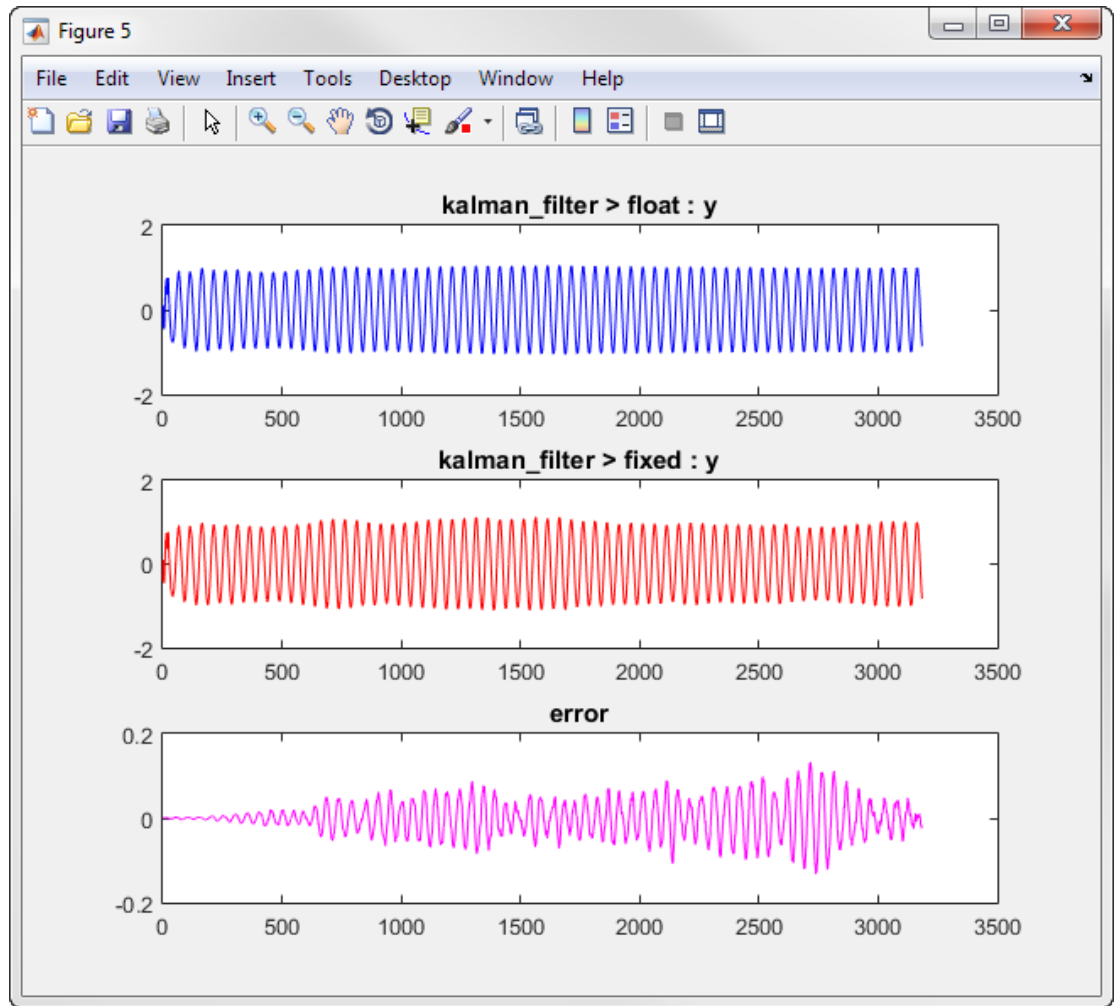 Figure 5
File Edit View Insert Tools Desktop Window Help
kalman_filter > float : y
2
0
-2
0 500 1000 1500 2000 2500 3000 3500
kalman_filter > fixed : y
2
0
-2
0 500 1000 1500 2000 2500 3000 3500
error
0.2
0
-0.2
0 500 1000 1500 2000 2500 3000 3500